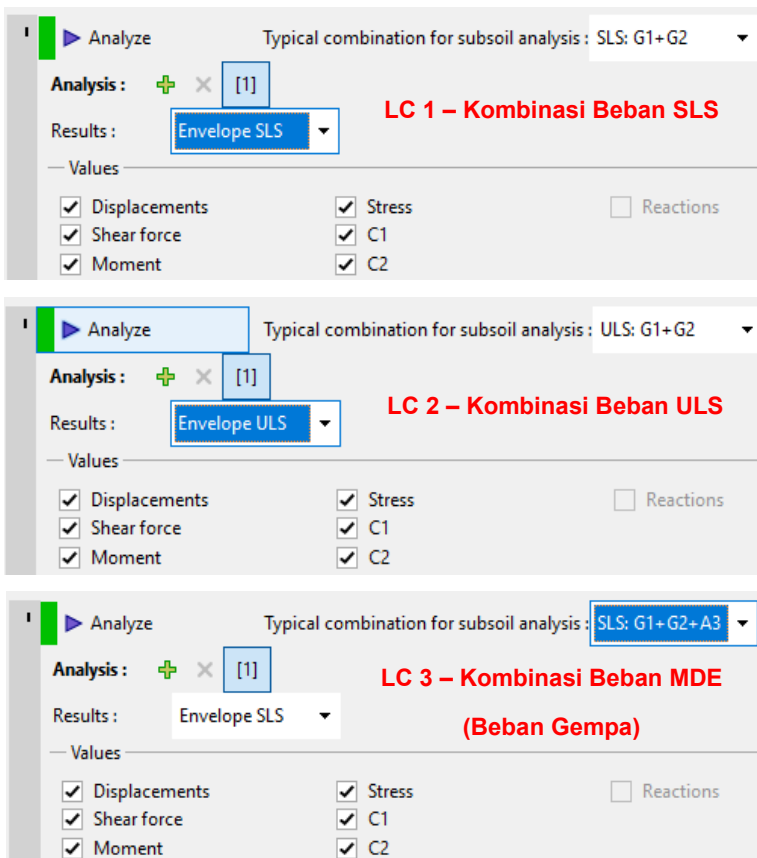 Analyze Typical combination for subsoil analysis : SLS: G1+G2
Analysis : [1]
LC 1 – Kombinasi Beban SLS
Results : Envelope SLS
Values
Displacements Stress Reactions
Shear force C1
Moment C2
Analyze Typical combination for subsoil analysis : ULS: G1+G2
Analysis : [1]
LC 2 – Kombinasi Beban ULS
Results : Envelope ULS
Values
Displacements Stress Reactions
Shear force C1
Moment C2
Analyze Typical combination for subsoil analysis : SLS: G1+G2+A3
Analysis : [1]
LC 3 – Kombinasi Beban MDE
Results : Envelope SLS
(Beban Gempa)
Values
Displacements Stress Reactions
Shear force C1
Moment C2